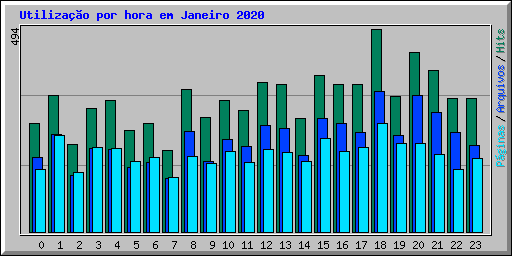 Utilização por hora em Janeiro 2020
494
Páginas / Arquivos / Hits
0 1 2 3 4 5 6 7 8 9 10 11 12 13 14 15 16 17 18 19 20 21 22 23